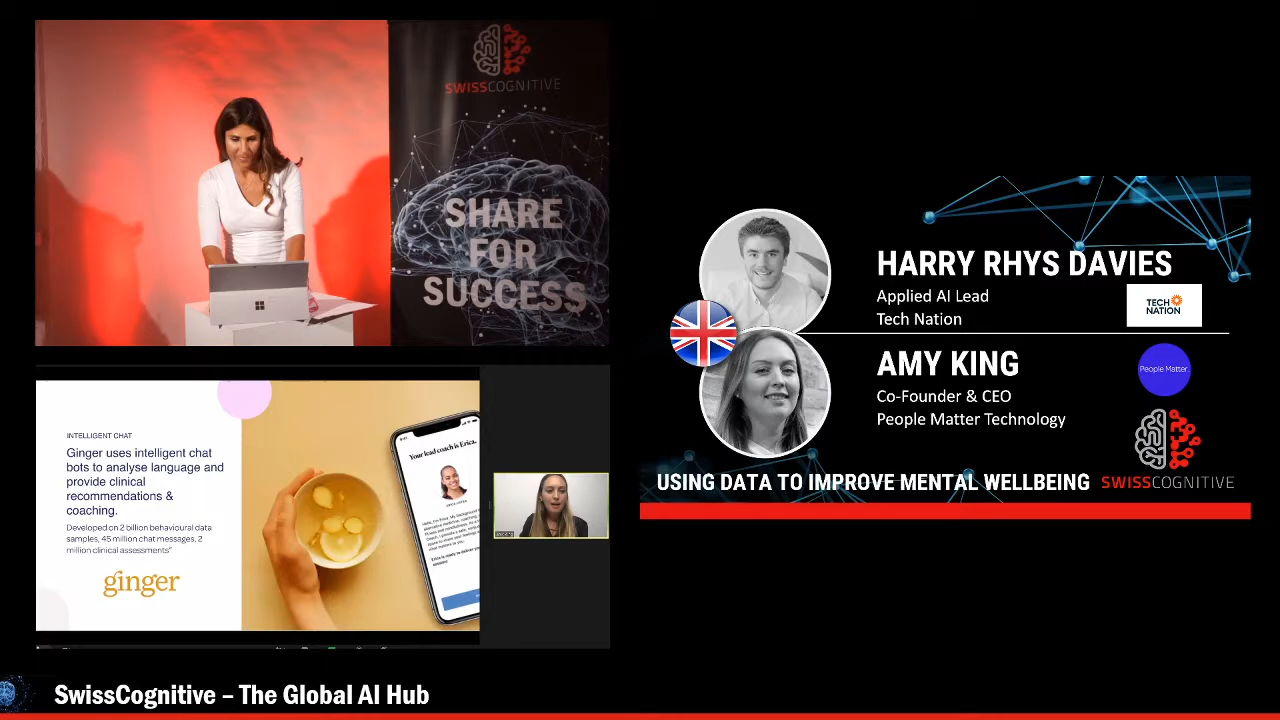 SWISSCOGNITIVE
SHARE
FOR
SUCCESS
INTELLIGENT CHAT
Ginger uses intelligent chat
bots to analyse language and
provide clinical
recommendations &
coaching.
Developed on 2 billion behavioural data
samples, 45 million chat messages, 2
million clinical assessments"
ginger
Your lead coach is Erica.
HARRY RHYS DAVIES
Applied AI Lead
Tech Nation
TECH
NATION
AMY KING
Co-Founder & CEO
People Matter Technology
People Matter.
USING DATA TO IMPROVE MENTAL WELLBEING
SWISSCOGNITIVE
SwissCognitive – The Global AI Hub